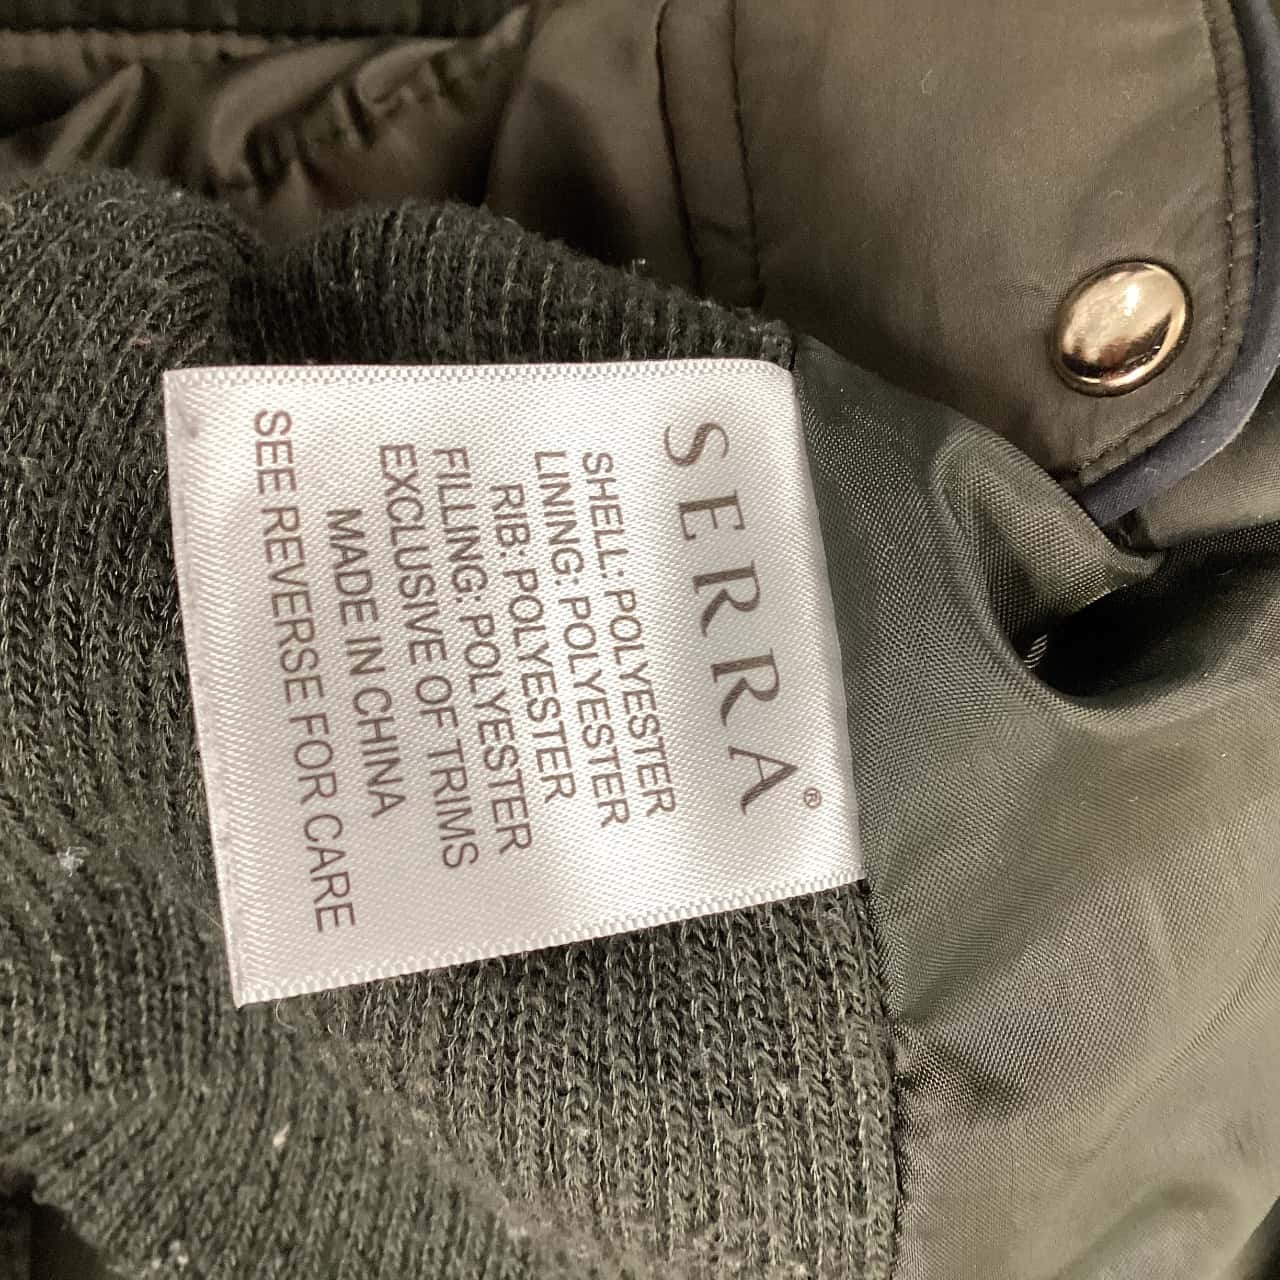 SERRA®
SHELL: POLYESTER
LINING: POLYESTER
RIB: POLYESTER
FILLING: POLYESTER
EXCLUSIVE OF TRIMS
MADE IN CHINA
SEE REVERSE FOR CARE